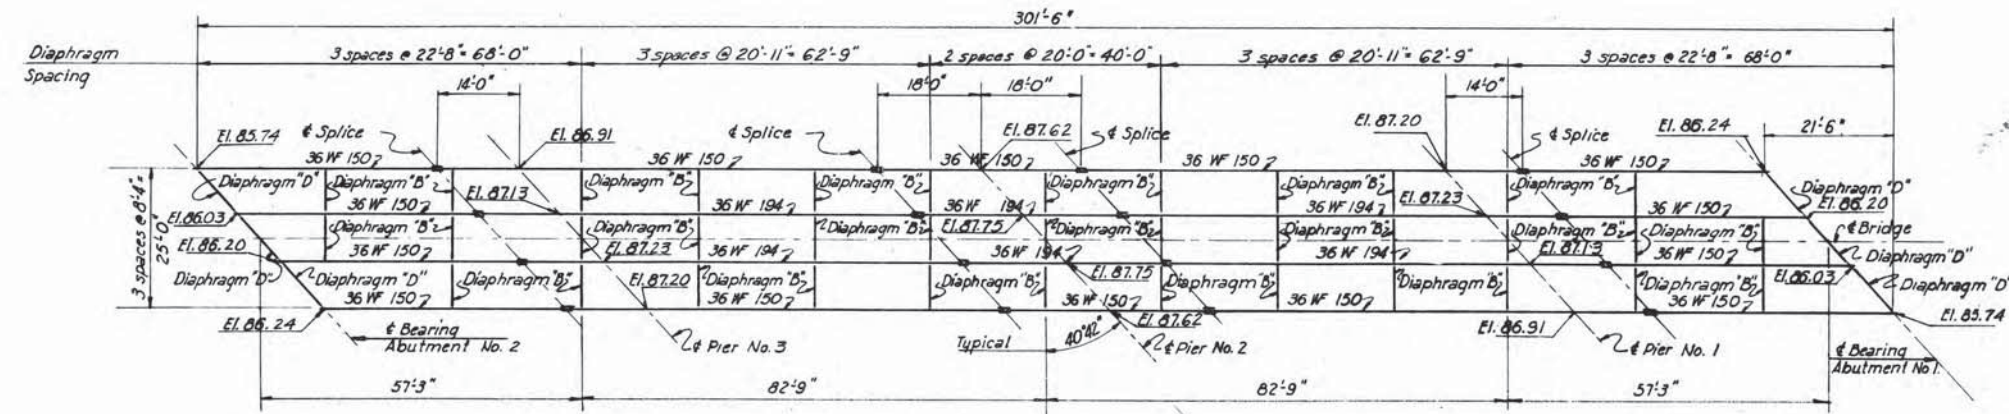 301'-6"
Diaphragm
Spacing
3 spaces @ 22'-8" = 68'-0"
3 spaces @ 20'-11" = 62'-9"
2 spaces @ 20'-0" = 40'-0"
3 spaces @ 20'-11" = 62'-9"
3 spaces @ 22'-8" = 68'-0"
14'-0"
18'-0"
18'-0"
14'-0"
21'-6"
El. 85.74
℄ Splice
El. 86.91
℄ Splice
El. 87.62
℄ Splice
El. 87.20
℄ Splice
El. 86.24
36 WF 150
36 WF 150
36 WF 150
36 WF 150
36 WF 150
Diaphragm "D"
Diaphragm "B"
Diaphragm "B"
Diaphragm "B"
Diaphragm "B"
Diaphragm "B"
Diaphragm "B"
Diaphragm "D"
El. 87.13
El. 87.23
36 WF 150
36 WF 194
36 WF 194
36 WF 194
36 WF 150
El. 86.03
El. 86.20
3 spaces @ 8'-4" =
25'-0"
Diaphragm "B"
Diaphragm "B"
Diaphragm "B"
El. 87.75
Diaphragm "B"
Diaphragm "B"
Diaphragm "B"
Diaphragm "B"
℄ Bridge
El. 86.20
36 WF 150
El. 87.23
36 WF 194
36 WF 194
36 WF 194
El. 87.13
36 WF 150
Diaphragm "D"
Diaphragm "D"
Diaphragm "D"
Diaphragm "B"
El. 87.20
Diaphragm "B"
Diaphragm "B"
El. 87.75
Diaphragm "B"
Diaphragm "B"
Diaphragm "B"
El. 86.03
Diaphragm "D"
36 WF 150
36 WF 150
36 WF 150
36 WF 150
36 WF 150
El. 86.24
El. 87.62
El. 86.91
El. 85.74
℄ Bearing
Abutment No. 2
℄ Pier No. 3
Typical
40°42'
℄ Pier No. 2
℄ Pier No. 1
℄ Bearing
Abutment No 1.
57'-3"
82'-9"
82'-9"
57'-3"